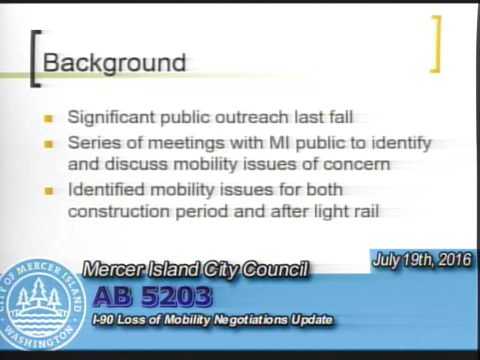 Background
Significant public outreach last fall
Series of meetings with MI public to identify
and discuss mobility issues of concern
Identified mobility issues for both
construction period and after light rail
Mercer Island City Council
July 19th, 2016
AB 5203
I-90 Loss of Mobility Negotiations Update
CITY OF MERCER ISLAND
WASHINGTON